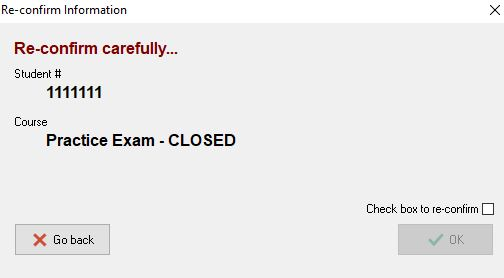 Re-confirm Information
Re-confirm carefully...
Student #
1111111
Course
Practice Exam - CLOSED
Check box to re-confirm
Go back
OK